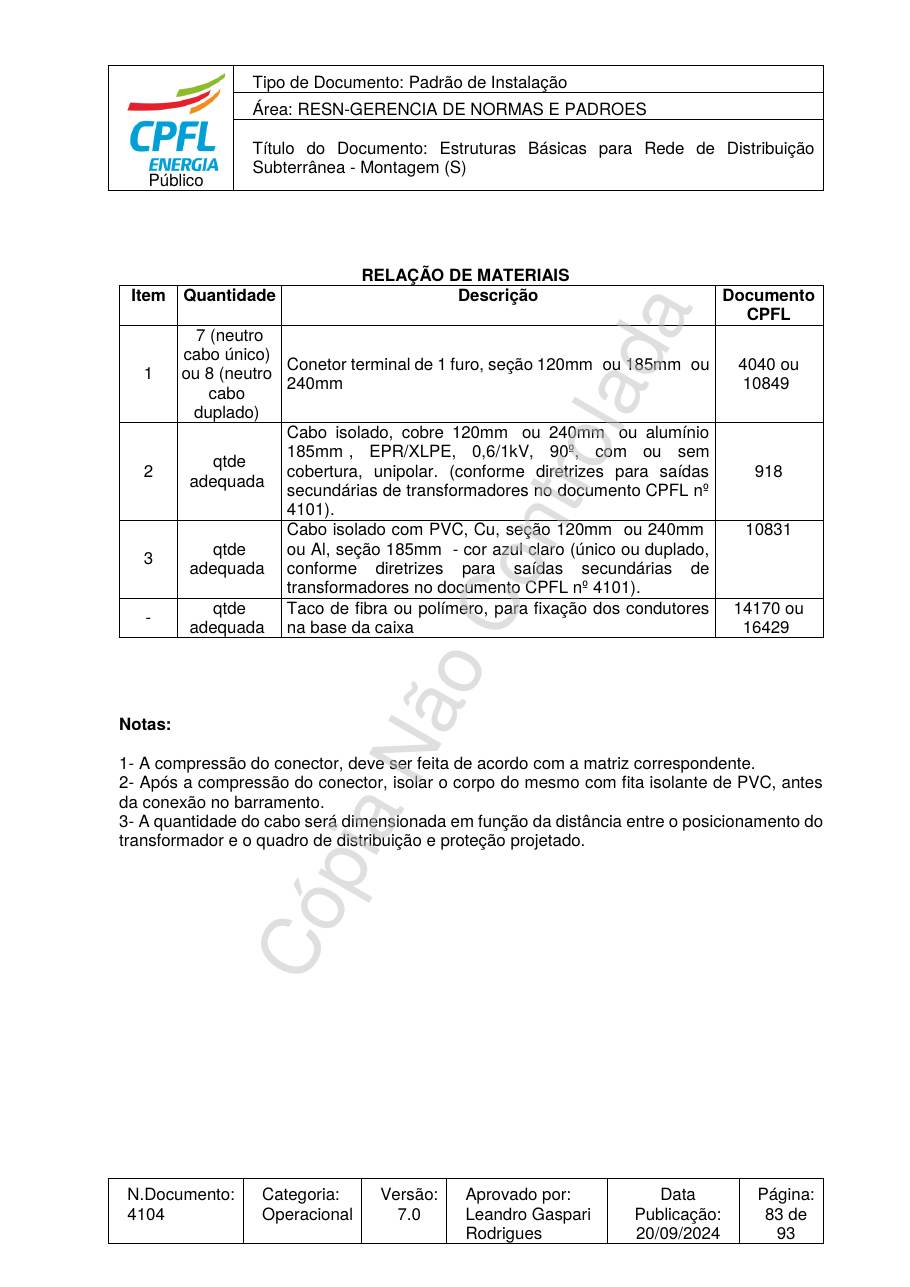 Tipo de Documento: Padrão de Instalação
Área: RESN-GERENCIA DE NORMAS E PADROES
Título do Documento: Estruturas Básicas para Rede de Distribuição
Subterrânea - Montagem (S)
CPFL
ENERGIA
Público
RELAÇÃO DE MATERIAIS
Item Quantidade Descrição Documento
CPFL
1
7 (neutro
cabo único)
ou 8 (neutro
cabo
duplado)
Conetor terminal de 1 furo, seção 120mm ou 185mm ou
240mm
4040 ou
10849
2
qtde
adequada
Cabo isolado, cobre 120mm ou 240mm ou alumínio
185mm , EPR/XLPE, 0,6/1kV, 90º, com ou sem
cobertura, unipolar. (conforme diretrizes para saídas
secundárias de transformadores no documento CPFL nº
4101).
918
3
qtde
adequada
Cabo isolado com PVC, Cu, seção 120mm ou 240mm
ou Al, seção 185mm - cor azul claro (único ou duplado,
conforme diretrizes para saídas secundárias de
transformadores no documento CPFL nº 4101).
10831
-
qtde
adequada
Taco de fibra ou polímero, para fixação dos condutores
na base da caixa
14170 ou
16429
Notas:
1- A compressão do conector, deve ser feita de acordo com a matriz correspondente.
2- Após a compressão do conector, isolar o corpo do mesmo com fita isolante de PVC, antes
da conexão no barramento.
3- A quantidade do cabo será dimensionada em função da distância entre o posicionamento do
transformador e o quadro de distribuição e proteção projetado.
Cópia Não Controlada
N.Documento:
4104
Categoria:
Operacional
Versão:
7.0
Aprovado por:
Leandro Gaspari
Rodrigues
Data
Publicação:
20/09/2024
Página:
83 de
93